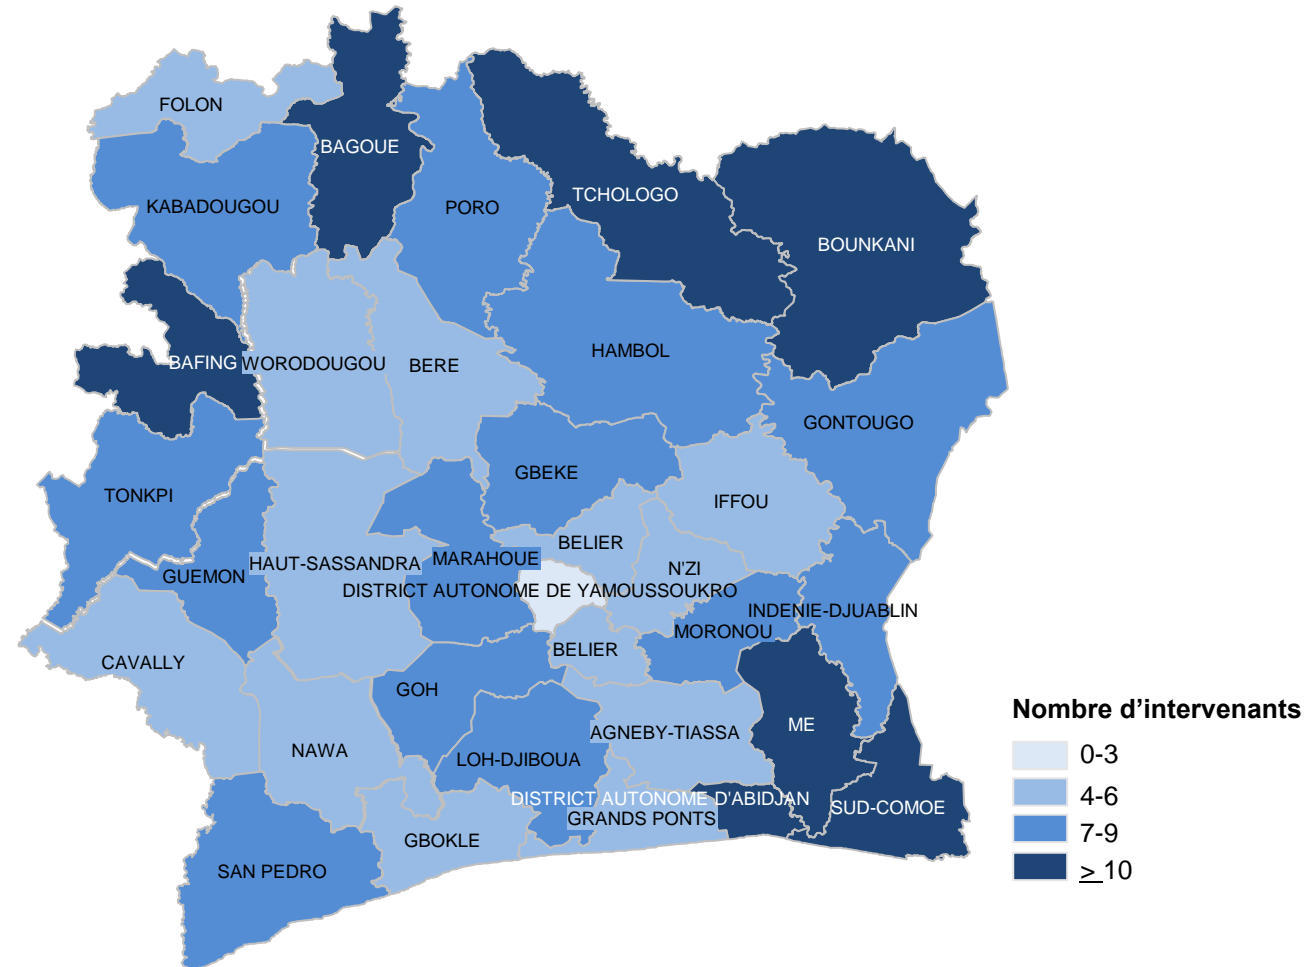 FOLON
BAGOUE
TCHOLOGO
KABADOUGOU
PORO
BOUNKANI
BAFING
WORODOUGOU
BERE
HAMBOL
GONTOUGO
GBEKE
TONKPI
IFFOU
BELIER
MARAHOUE
HAUT-SASSANDRA
N'ZI
GUEMON
DISTRICT AUTONOME DE YAMOUSSOUKRO
INDENIE-DJUABLIN
MORONOU
BELIER
CAVALLY
GOH
Nombre d'intervenants
ME
AGNEBY-TIASSA
NAWA
LOH-DJIBOUA
0-3
4-6
DISTRICT AUTONOME D'ABIDJAN
SUD-COMOE
GRANDS PONTS
7-9
GBOKLE
SAN PEDRO
> 10